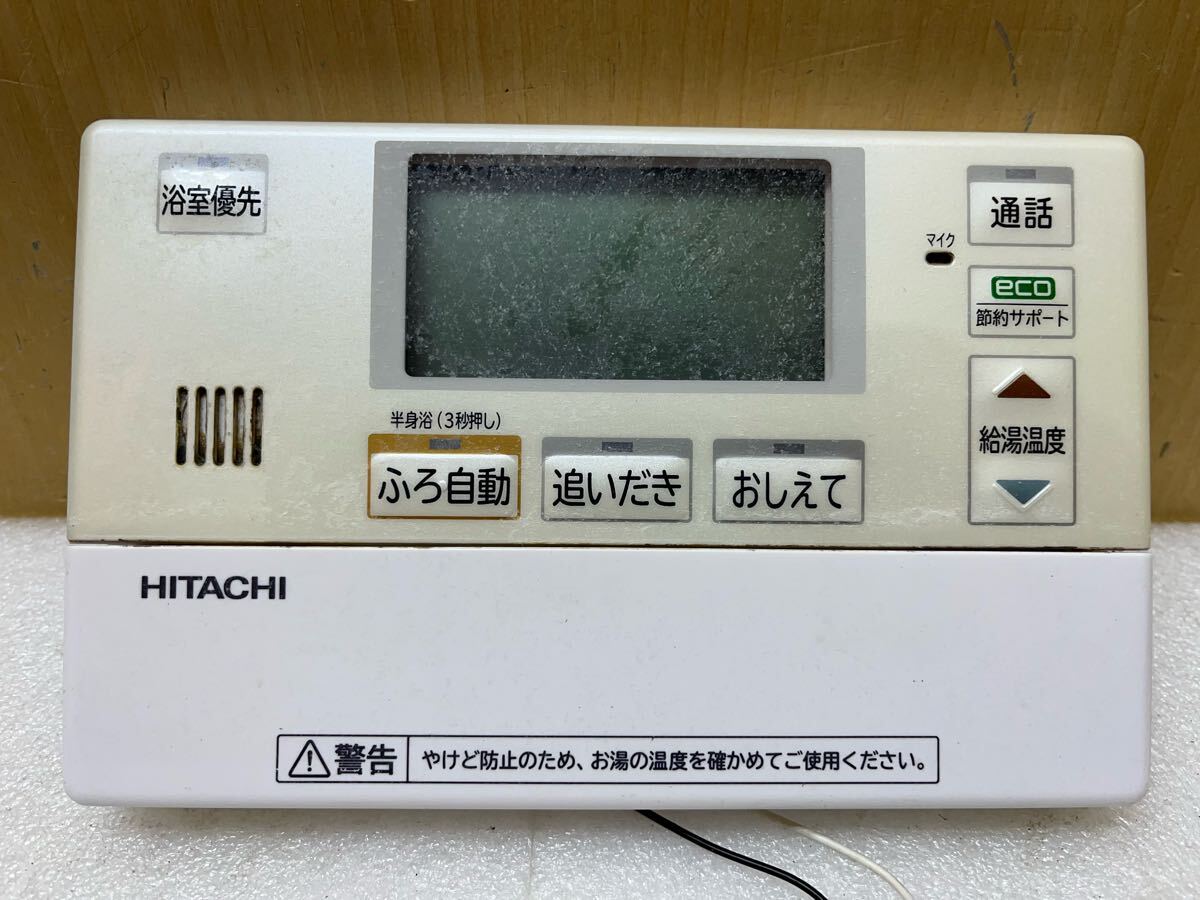 浴室優先
通話
マイク
eco
節約サポート
半身浴(3秒押し)
給湯温度
ふろ自動
追いだき
おしえて
HITACHI
警告
やけど防止のため、お湯の温度を確かめてご使用ください。